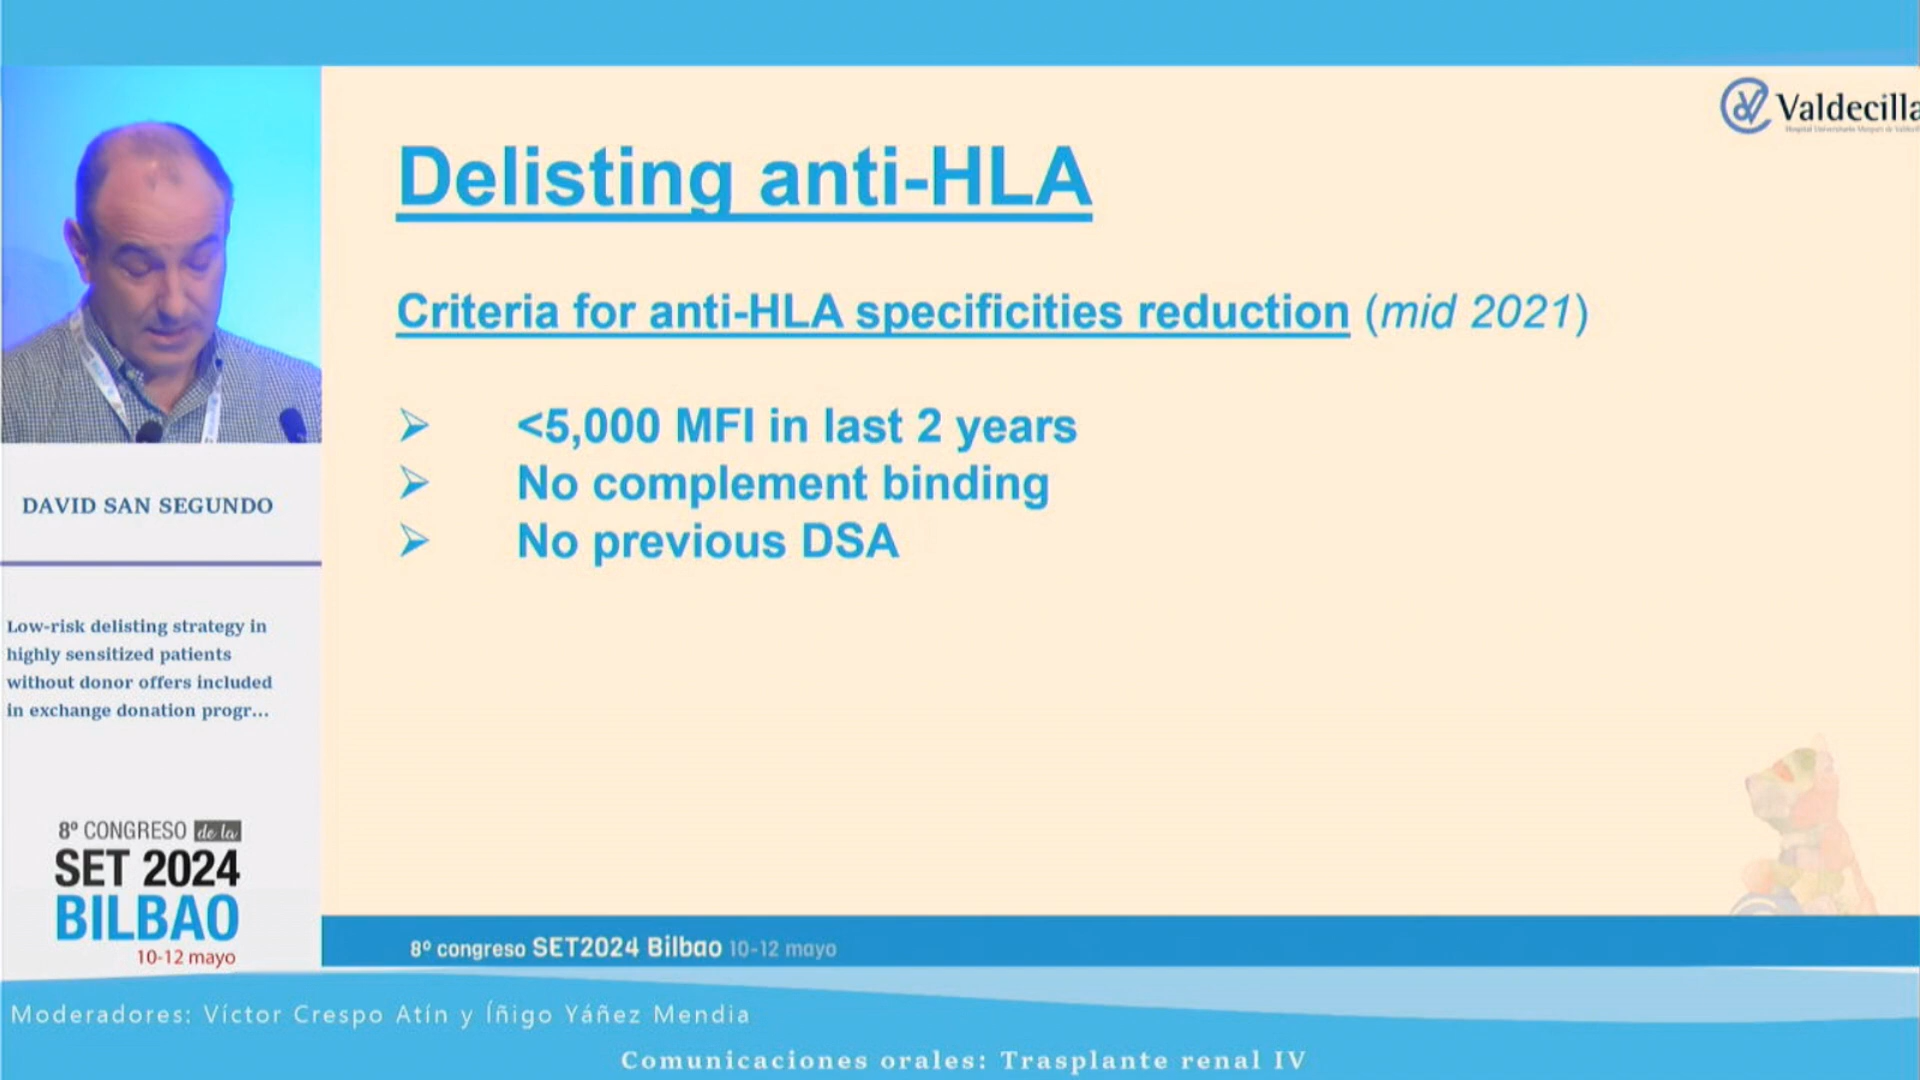 Valdecilla
Delisting anti-HLA
Criteria for anti-HLA specificities reduction (mid 2021)
<5,000 MFI in last 2 years
No complement binding
No previous DSA
DAVID SAN SEGUNDO
Low-risk delisting strategy in
highly sensitized patients
without donor offers included
in exchange donation progr...
8º CONGRESO de la
SET 2024
BILBAO
10-12 mayo
8º congreso SET2024 Bilbao 10-12 mayo
Moderadores: Víctor Crespo Atín y Íñigo Yáñez Mendia
Comunicaciones orales: Trasplante renal IV